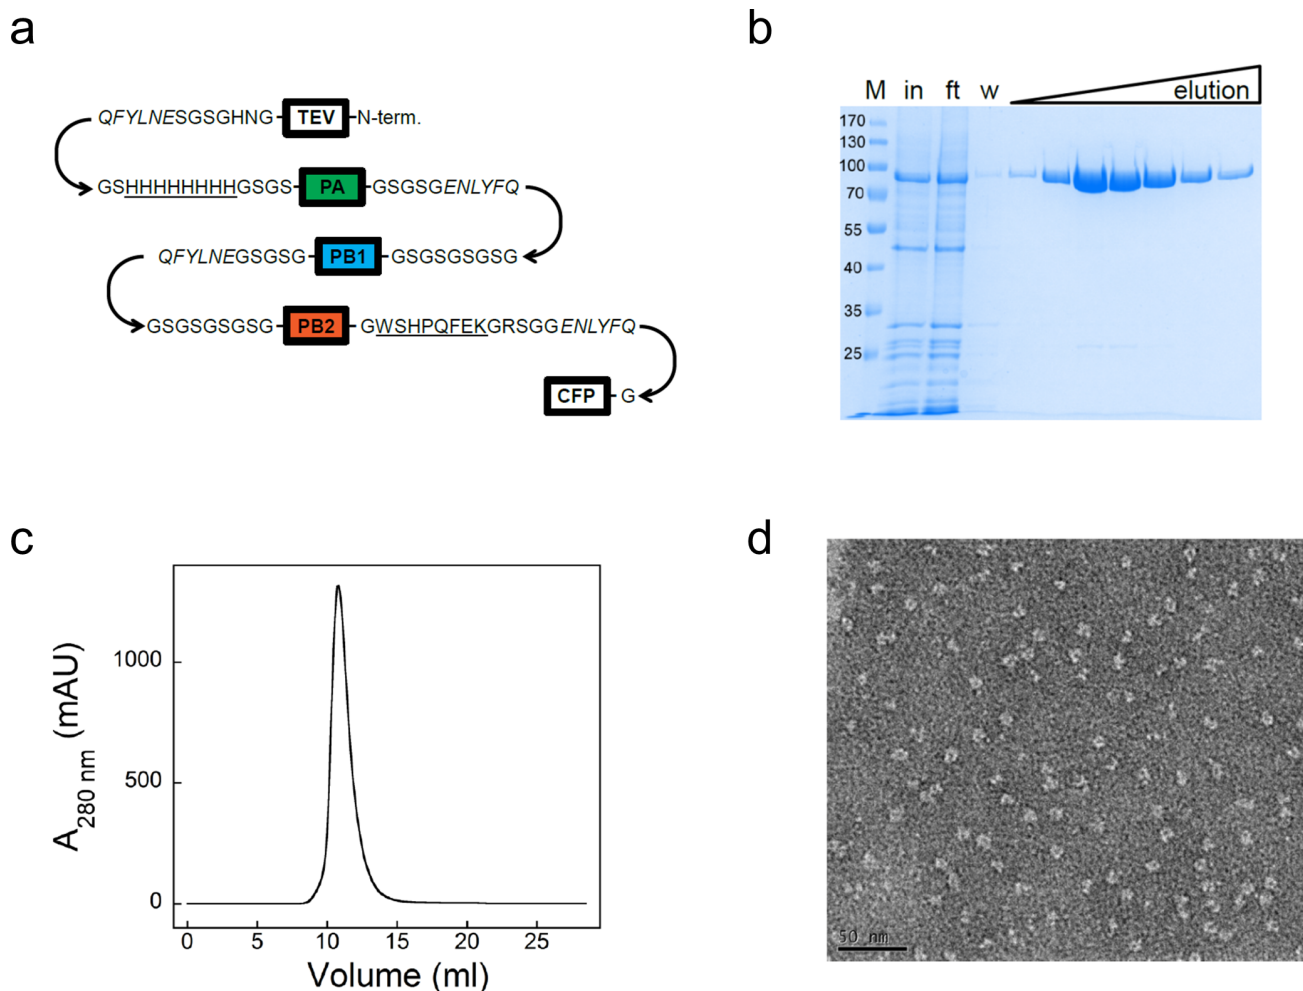 a
QFYLNESGSGHNG TEV N-term.
GSHHHHHHHHGSGS PA GSGSGENLYFQ
QFYLNEGSGSG PB1 GSGSGSGSG
GSGSGSGSG PB2 GWSHPQFEKGRSGGENLYFQ
CFP G
b
M in ft w elution
170
130
100
70
55
40
35
25
c
A280 nm (mAU)
1000
500
0
0 5 10 15 20 25
Volume (ml)
d
50 nm